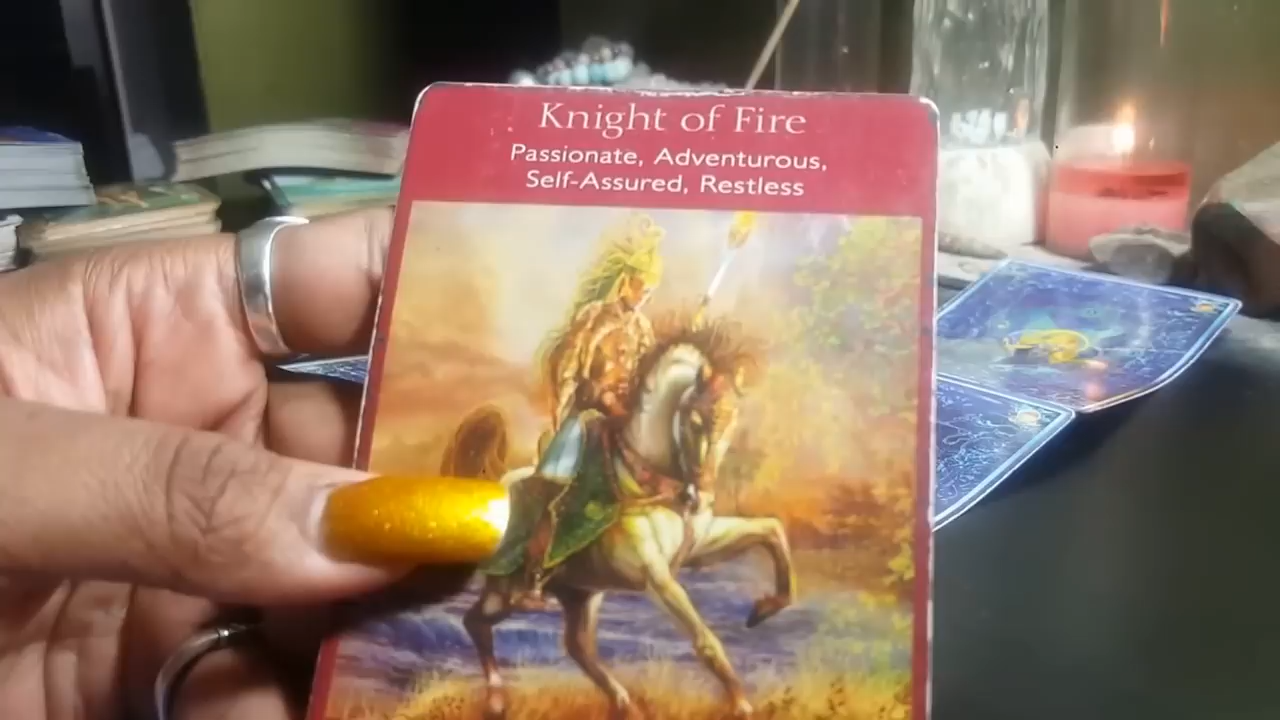 Knight of Fire
Passionate, Adventurous,
Self-Assured, Restless